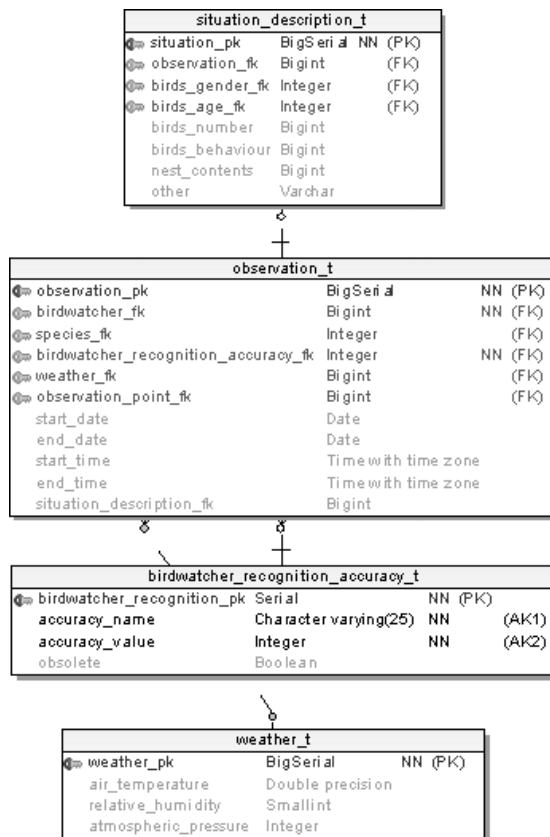 situation_description_t
situation_pk BigSerial NN (PK)
observation_fk Bigint (FK)
birds_gender_fk Integer (FK)
birds_age_fk Integer (FK)
birds_number Bigint
birds_behaviour Bigint
nest_contents Bigint
other Varchar
observation_t
observation_pk BigSerial NN (PK)
birdwatcher_fk Bigint NN (FK)
species_fk Integer (FK)
birdwatcher_recognition_accuracy_fk Integer NN (FK)
weather_fk Bigint (FK)
observation_point_fk Bigint (FK)
start_date Date
end_date Date
start_time Time with time zone
end_time Time with time zone
situation_description_fk Bigint
birdwatcher_recognition_accuracy_t
birdwatcher_recognition_pk Serial NN (PK)
accuracy_name Character varying(25) NN (AK1)
accuracy_value Integer NN (AK2)
obsolete Boolean
weather_t
weather_pk BigSerial NN (PK)
air_temperature Double precision
relative_humidity Smallint
atmospheric_pressure Integer